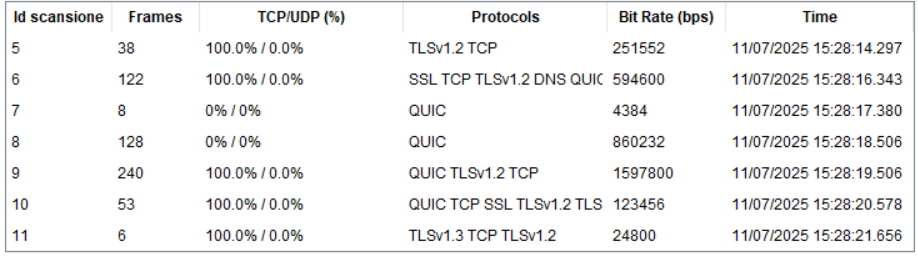 Id scansione Frames TCP/UDP (%) Protocols Bit Rate (bps) Time
5 38 100.0% / 0.0% TLSv1.2 TCP 251552 11/07/2025 15:28:14.297
6 122 100.0% / 0.0% SSL TCP TLSv1.2 DNS QUIC 594600 11/07/2025 15:28:16.343
7 8 0% / 0% QUIC 4384 11/07/2025 15:28:17.380
8 128 0% / 0% QUIC 860232 11/07/2025 15:28:18.506
9 240 100.0% / 0.0% QUIC TLSv1.2 TCP 1597800 11/07/2025 15:28:19.506
10 53 100.0% / 0.0% QUIC TCP SSL TLSv1.2 TLS 123456 11/07/2025 15:28:20.578
11 6 100.0% / 0.0% TLSv1.3 TCP TLSv1.2 24800 11/07/2025 15:28:21.656